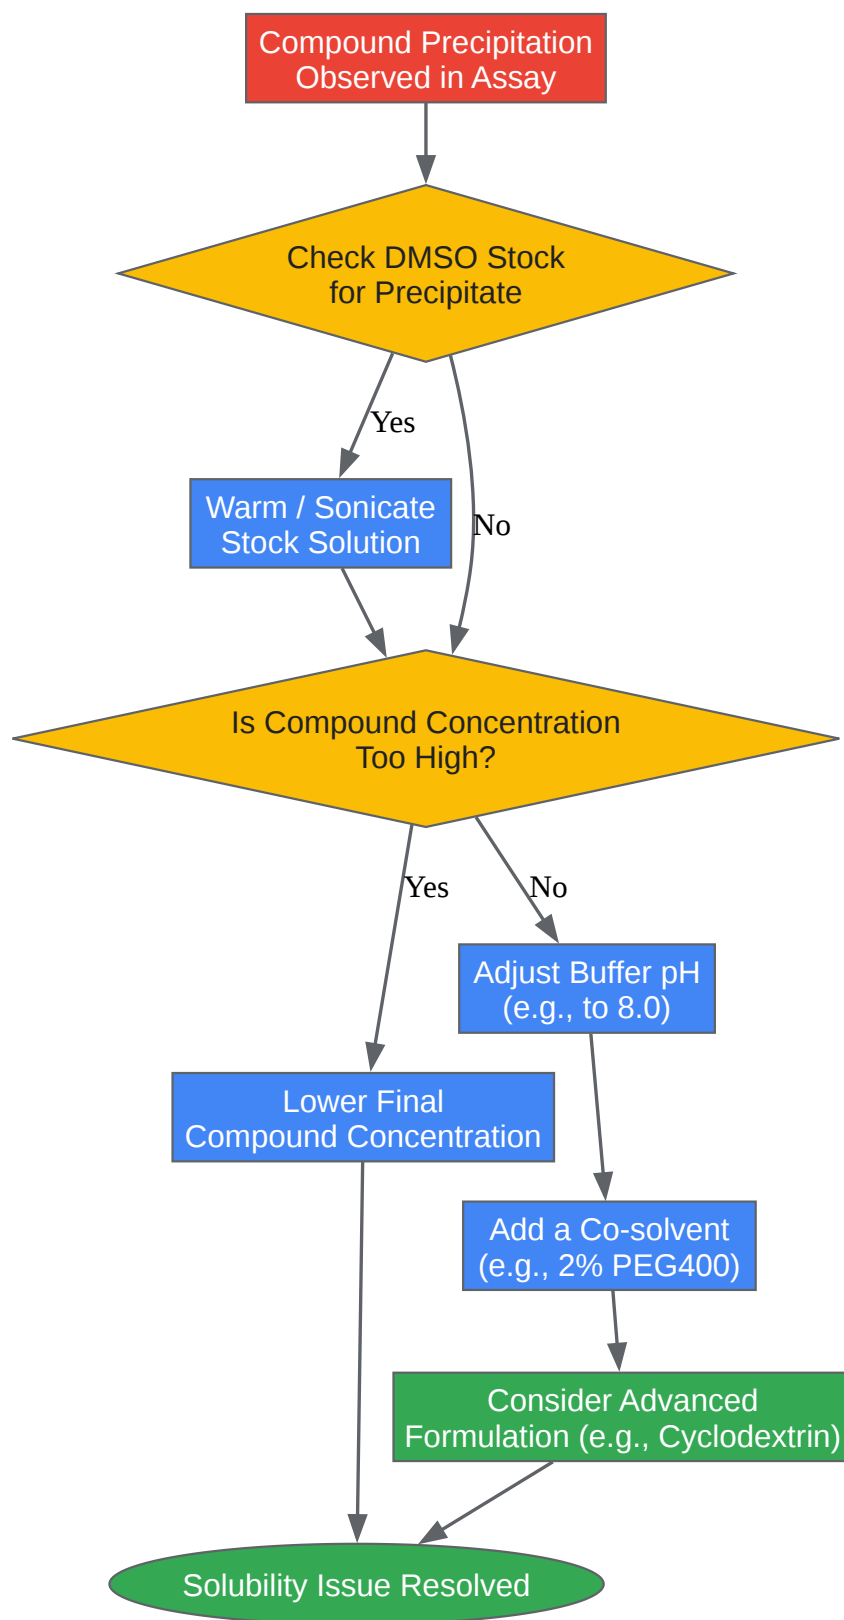 Compound Precipitation
Observed in Assay
Check DMSO Stock
for Precipitate
Yes
Warm / Sonicate
Stock Solution
No
Is Compound Concentration
Too High?
Yes
No
Adjust Buffer pH
(e.g., to 8.0)
Lower Final
Compound Concentration
Add a Co-solvent
(e.g., 2% PEG400)
Consider Advanced
Formulation (e.g., Cyclodextrin)
Solubility Issue Resolved